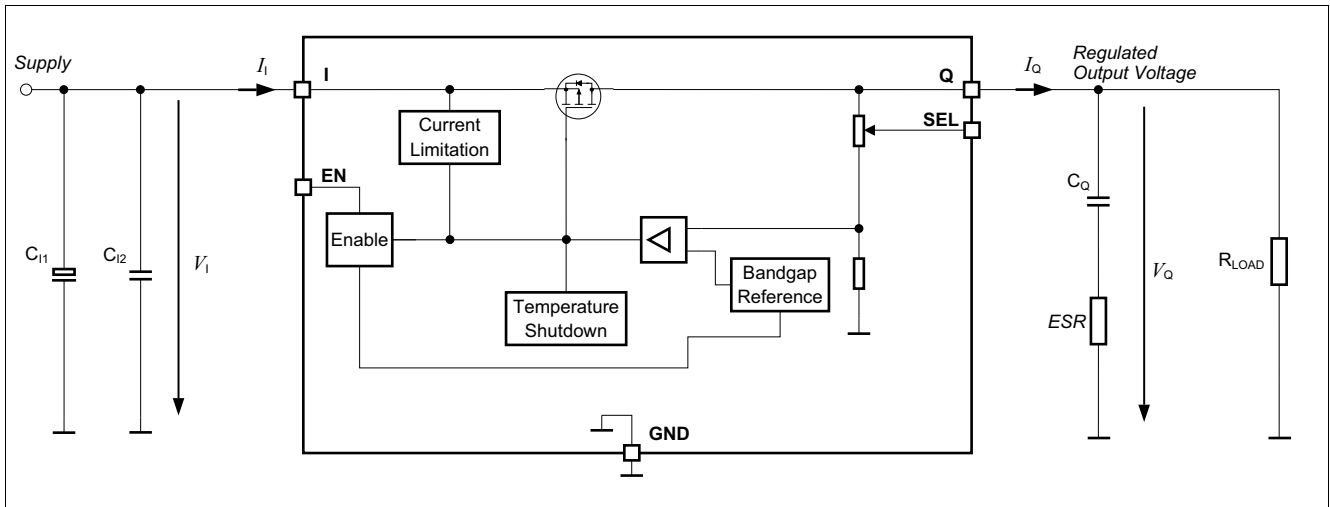 Supply
I_I
I
Q
I_Q
Regulated
Output Voltage
Current
Limitation
SEL
EN
C_Q
Enable
C_I1
C_I2
V_I
Bandgap
Reference
V_Q
R_LOAD
Temperature
Shutdown
ESR
GND